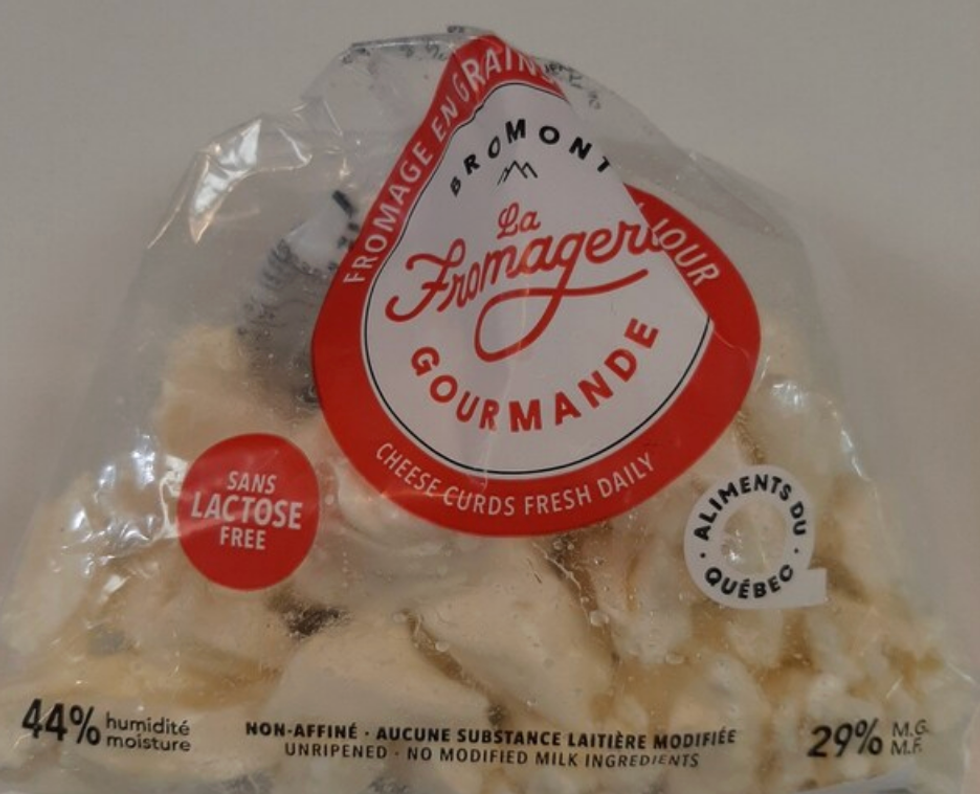 FROMAGE EN GRAINS
JOUR
BROMONT
La
Fromagerie
GOURMANDE
CHEESE CURDS FRESH DAILY
SANS
LACTOSE
FREE
ALIMENTS DU
QUÉBEC
44% humidité
moisture
NON-AFFINÉ · AUCUNE SUBSTANCE LAITIÈRE MODIFIÉE
UNRIPENED · NO MODIFIED MILK INGREDIENTS
29% M.G.
M.F.